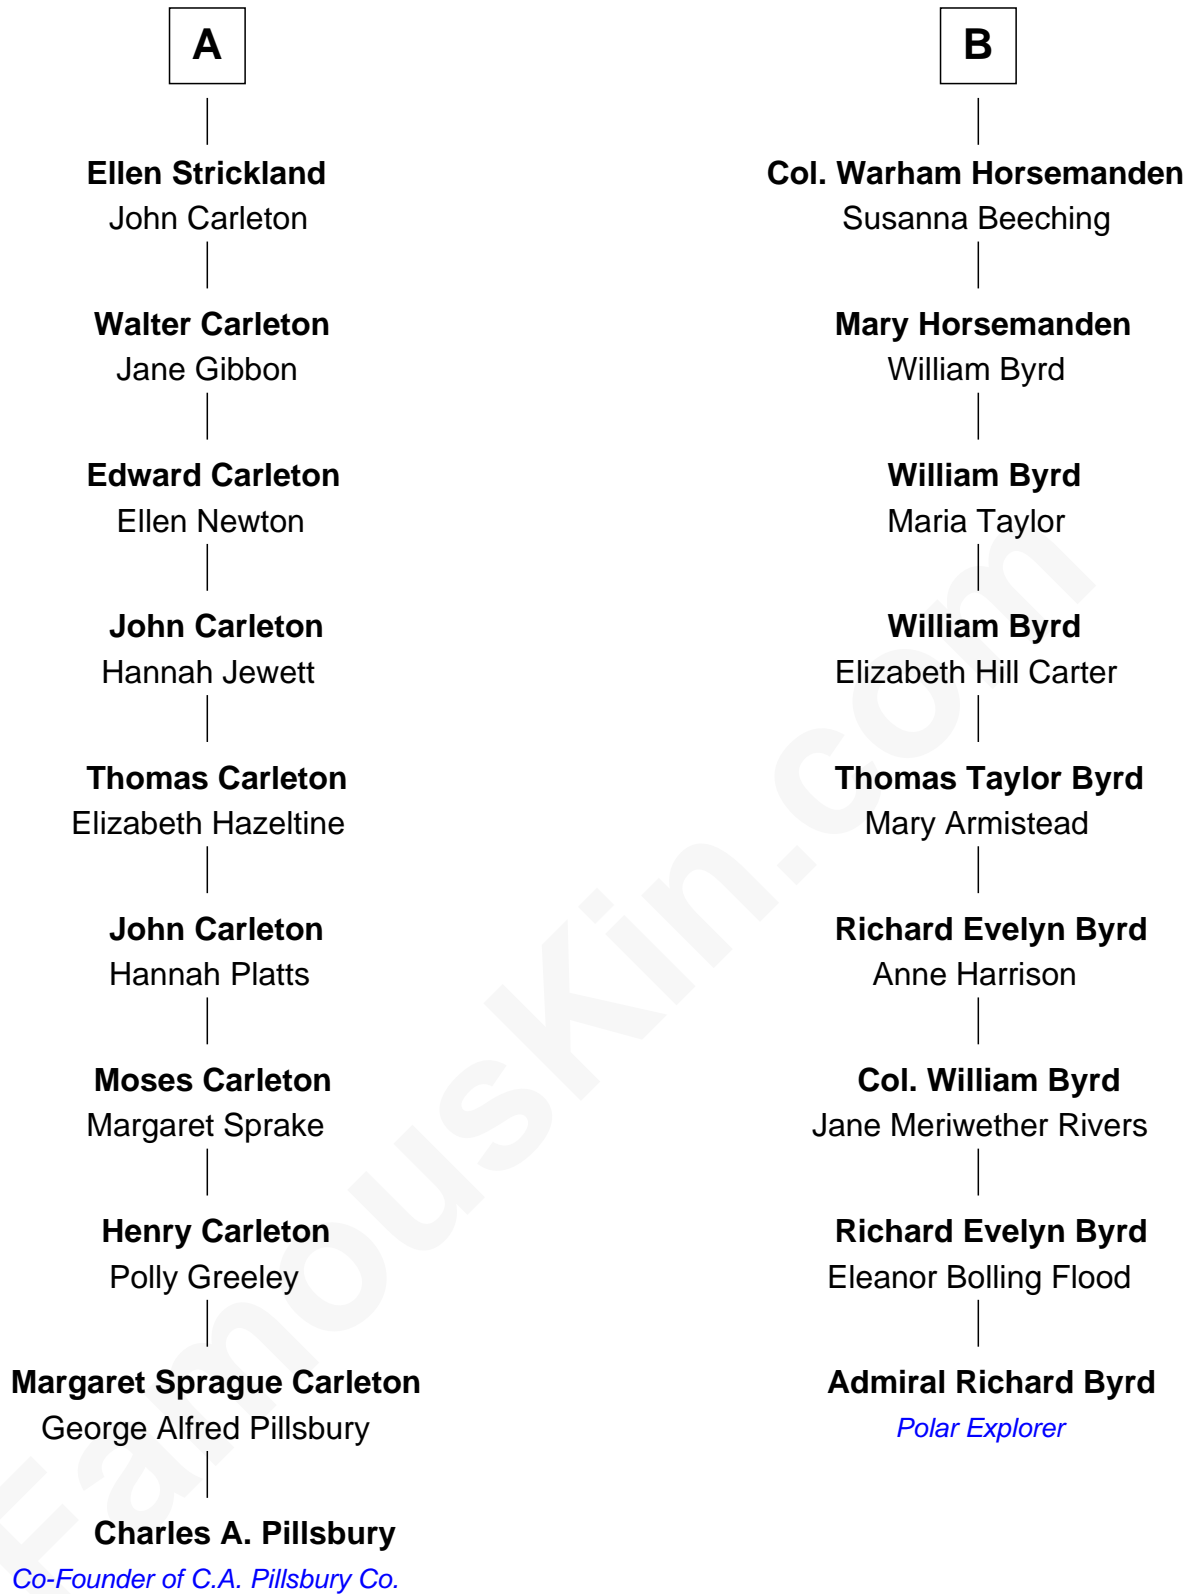 A
Ellen Strickland
John Carleton
Walter Carleton
Jane Gibbon
Edward Carleton
Ellen Newton
John Carleton
Hannah Jewett
Thomas Carleton
Elizabeth Hazeltine
John Carleton
Hannah Platts
Moses Carleton
Margaret Sprake
Henry Carleton
Polly Greeley
Margaret Sprague Carleton
George Alfred Pillsbury
Charles A. Pillsbury
Co-Founder of C.A. Pillsbury Co.
B
Col. Warham Horsemanden
Susanna Beeching
Mary Horsemanden
William Byrd
William Byrd
Maria Taylor
William Byrd
Elizabeth Hill Carter
Thomas Taylor Byrd
Mary Armistead
Richard Evelyn Byrd
Anne Harrison
Col. William Byrd
Jane Meriwether Rivers
Richard Evelyn Byrd
Eleanor Bolling Flood
Admiral Richard Byrd
Polar Explorer
FamousKin.com